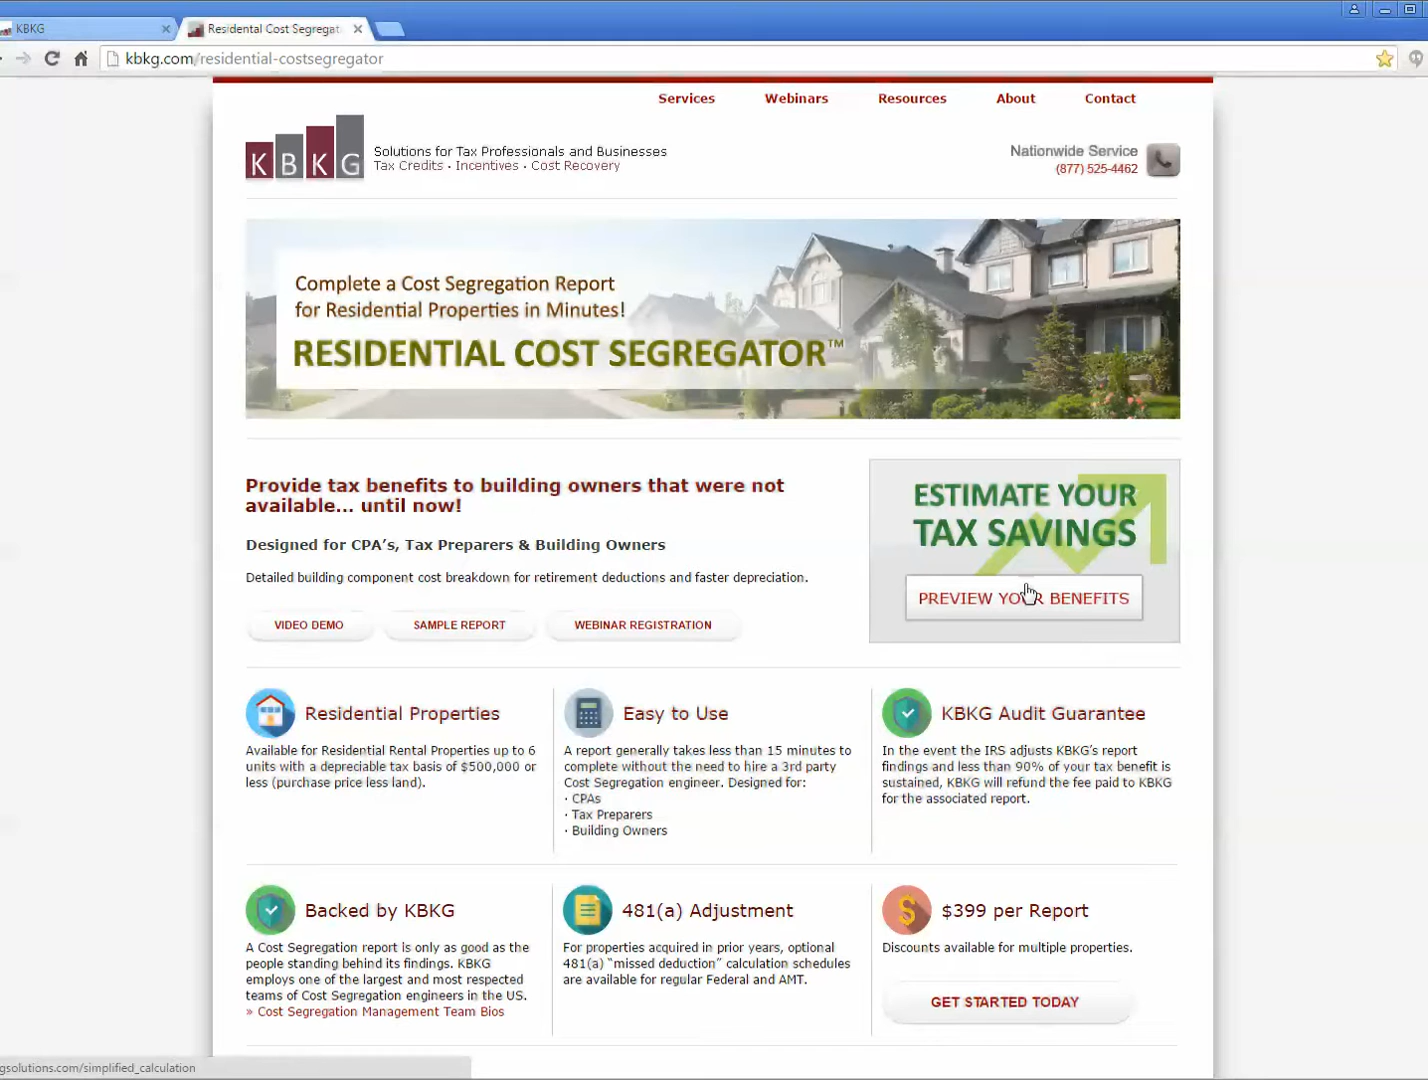 KBKG
Residental Cost Segregat
kbkg.com/residential-costsegregator
Services Webinars Resources About Contact
KBKG
Solutions for Tax Professionals and Businesses
Tax Credits · Incentives · Cost Recovery
Nationwide Service
(877) 525-4462
Complete a Cost Segregation Report
for Residential Properties in Minutes!
RESIDENTIAL COST SEGREGATOR™
Provide tax benefits to building owners that were not
available... until now!
Designed for CPA's, Tax Preparers & Building Owners
Detailed building component cost breakdown for retirement deductions and faster depreciation.
VIDEO DEMO SAMPLE REPORT WEBINAR REGISTRATION
ESTIMATE YOUR
TAX SAVINGS
PREVIEW YOUR BENEFITS
Residential Properties
Available for Residential Rental Properties up to 6
units with a depreciable tax basis of $500,000 or
less (purchase price less land).
Easy to Use
A report generally takes less than 15 minutes to
complete without the need to hire a 3rd party
Cost Segregation engineer. Designed for:
· CPAs
· Tax Preparers
· Building Owners
KBKG Audit Guarantee
In the event the IRS adjusts KBKG's report
findings and less than 90% of your tax benefit is
sustained, KBKG will refund the fee paid to KBKG
for the associated report.
Backed by KBKG
A Cost Segregation report is only as good as the
people standing behind its findings. KBKG
employs one of the largest and most respected
teams of Cost Segregation engineers in the US.
» Cost Segregation Management Team Bios
481(a) Adjustment
For properties acquired in prior years, optional
481(a) “missed deduction” calculation schedules
are available for regular Federal and AMT.
$399 per Report
Discounts available for multiple properties.
GET STARTED TODAY
gsolutions.com/simplified_calculation